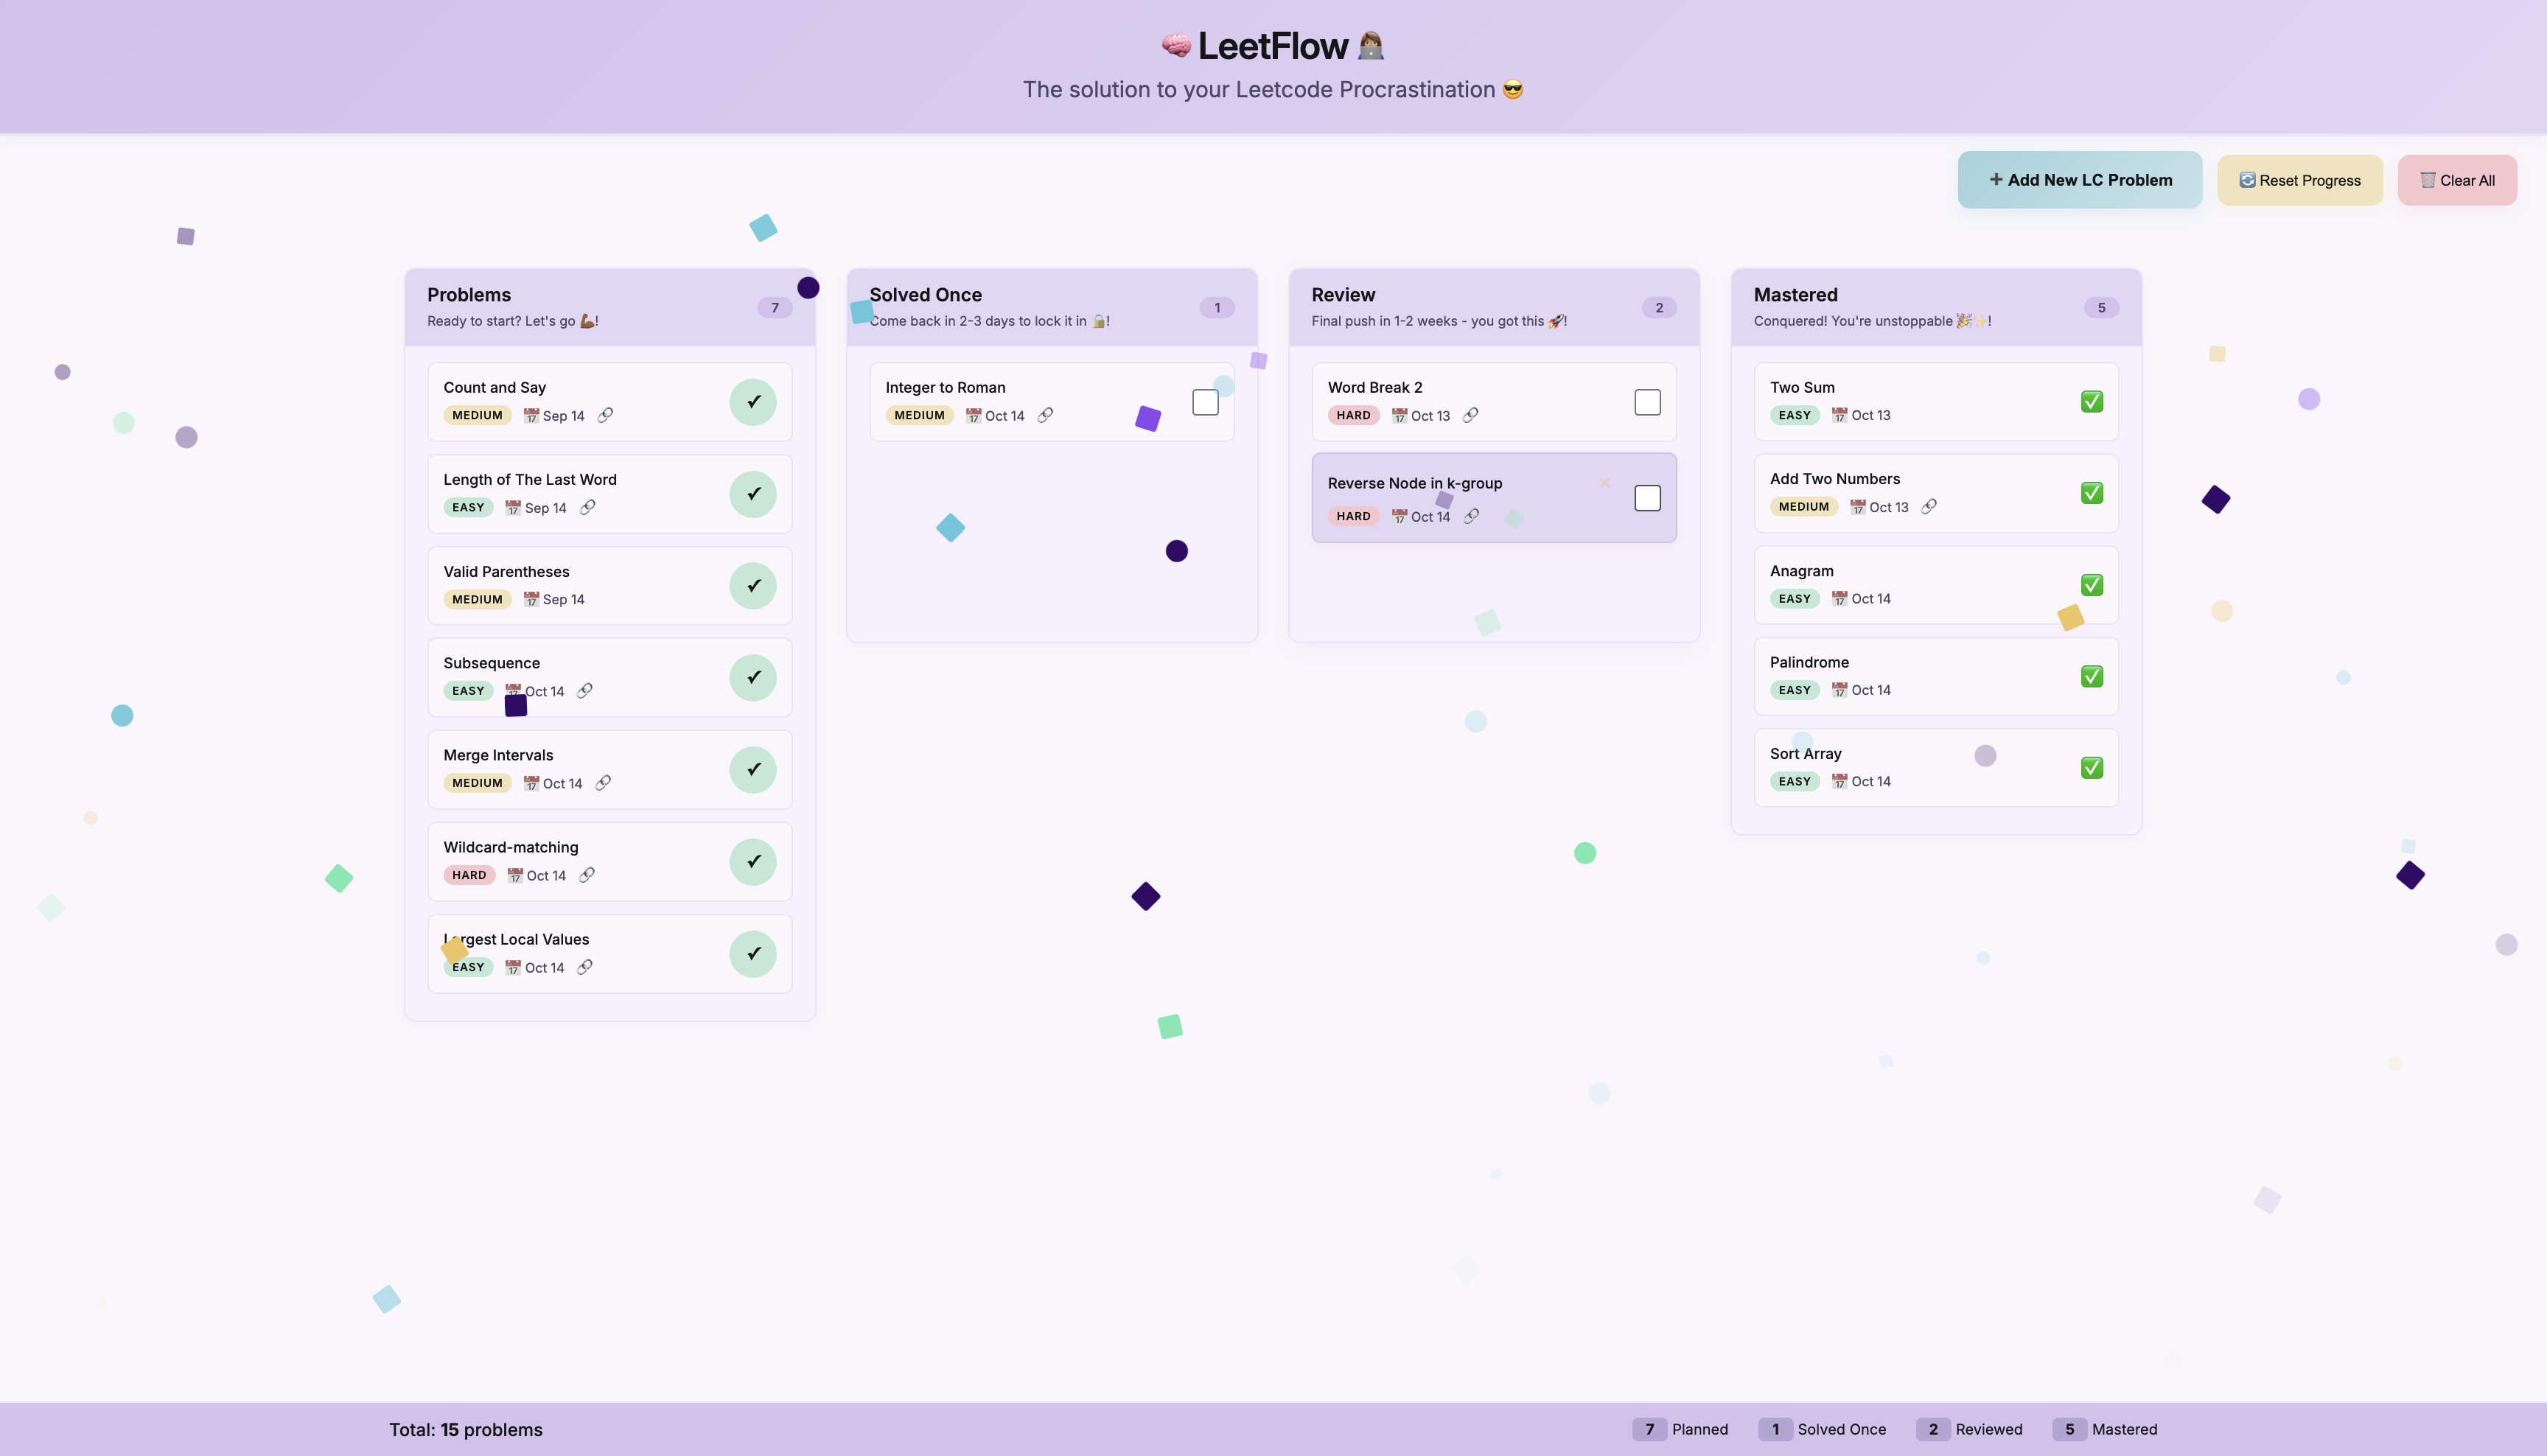 🧠 LeetFlow 👩🏽‍💻
The solution to your Leetcode Procrastination 😎
+ Add New LC Problem
🔄 Reset Progress
🗑️ Clear All
Problems
7
Ready to start? Let's go 💪🏾!
Count and Say
MEDIUM 📅 Sep 14 🔗
✓
Length of The Last Word
EASY 📅 Sep 14 🔗
✓
Valid Parentheses
MEDIUM 📅 Sep 14
✓
Subsequence
EASY 📅 Oct 14 🔗
✓
Merge Intervals
MEDIUM 📅 Oct 14 🔗
✓
Wildcard-matching
HARD 📅 Oct 14 🔗
✓
Largest Local Values
EASY 📅 Oct 14 🔗
✓
Solved Once
1
Come back in 2-3 days to lock it in 🔒!
Integer to Roman
MEDIUM 📅 Oct 14 🔗
Review
2
Final push in 1-2 weeks - you got this 🚀!
Word Break 2
HARD 📅 Oct 13 🔗
Reverse Node in k-group
×
HARD 📅 Oct 14 🔗
Mastered
5
Conquered! You're unstoppable 🎉✨!
Two Sum
EASY 📅 Oct 13
✅
Add Two Numbers
MEDIUM 📅 Oct 13 🔗
✅
Anagram
EASY 📅 Oct 14
✅
Palindrome
EASY 📅 Oct 14
✅
Sort Array
EASY 📅 Oct 14
✅
Total: 15 problems
7 Planned
1 Solved Once
2 Reviewed
5 Mastered